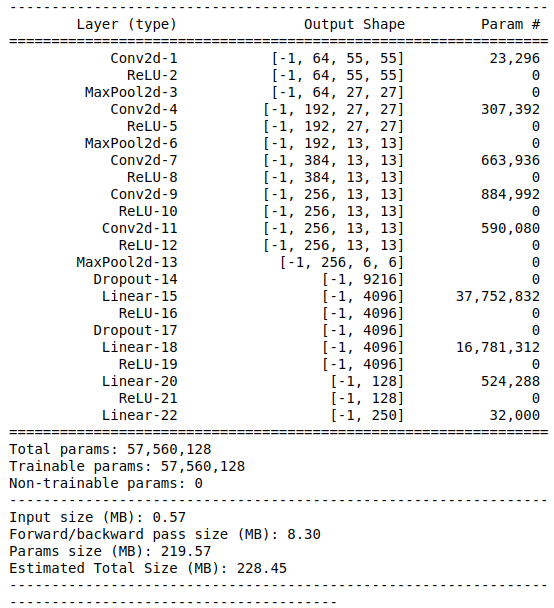 ----------------------------------------------------------------
Layer (type) Output Shape Param #
================================================================
Conv2d-1 [-1, 64, 55, 55] 23,296
ReLU-2 [-1, 64, 55, 55] 0
MaxPool2d-3 [-1, 64, 27, 27] 0
Conv2d-4 [-1, 192, 27, 27] 307,392
ReLU-5 [-1, 192, 27, 27] 0
MaxPool2d-6 [-1, 192, 13, 13] 0
Conv2d-7 [-1, 384, 13, 13] 663,936
ReLU-8 [-1, 384, 13, 13] 0
Conv2d-9 [-1, 256, 13, 13] 884,992
ReLU-10 [-1, 256, 13, 13] 0
Conv2d-11 [-1, 256, 13, 13] 590,080
ReLU-12 [-1, 256, 13, 13] 0
MaxPool2d-13 [-1, 256, 6, 6] 0
Dropout-14 [-1, 9216] 0
Linear-15 [-1, 4096] 37,752,832
ReLU-16 [-1, 4096] 0
Dropout-17 [-1, 4096] 0
Linear-18 [-1, 4096] 16,781,312
ReLU-19 [-1, 4096] 0
Linear-20 [-1, 128] 524,288
ReLU-21 [-1, 128] 0
Linear-22 [-1, 250] 32,000
================================================================
Total params: 57,560,128
Trainable params: 57,560,128
Non-trainable params: 0
----------------------------------------------------------------
Input size (MB): 0.57
Forward/backward pass size (MB): 8.30
Params size (MB): 219.57
Estimated Total Size (MB): 228.45
----------------------------------------------------------------
---------------------------------------